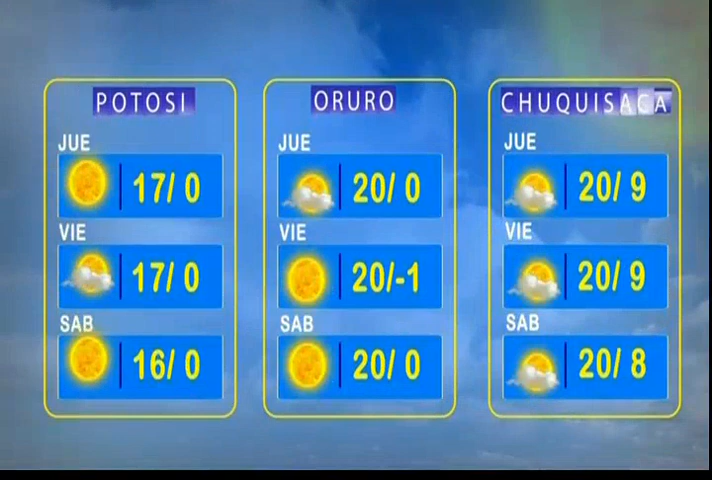 POTOSI
JUE
17/ 0
VIE
17/ 0
SAB
16/ 0
ORURO
JUE
20/ 0
VIE
20/-1
SAB
20/ 0
CHUQUISACA
JUE
20/ 9
VIE
20/ 9
SAB
20/ 8